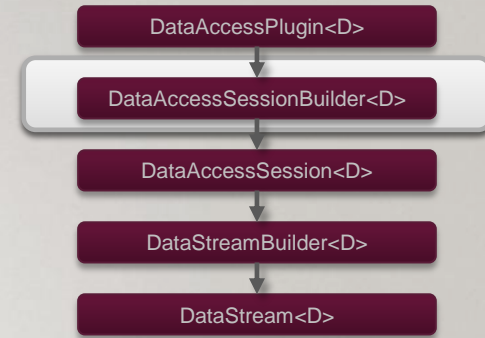 DataAccessPlugin<D>
DataAccessSessionBuilder<D>
DataAccessSession<D>
DataStreamBuilder<D>
DataStream<D>